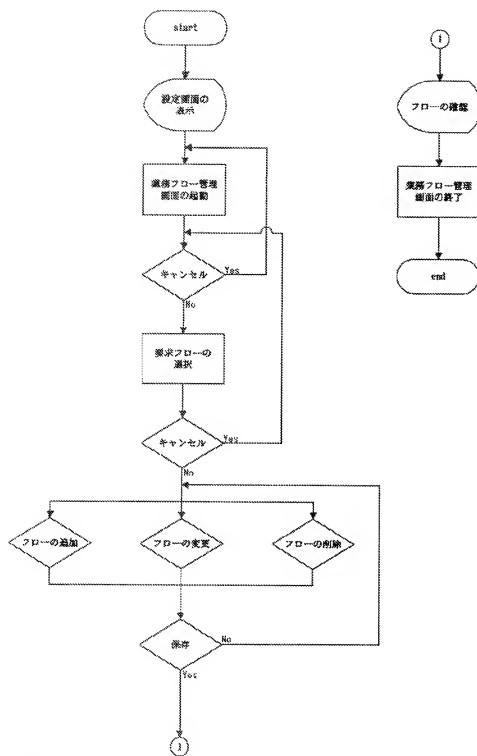 start
設定画面の
表示
業務フロー管理
画面の起動
キャンセル
Yes
No
要求フローの
選択
キャンセル
Yes
No
フローの追加
フローの変更
フローの削除
保存
No
Yes
1
1
フローの確認
業務フロー管理
画面の終了
end